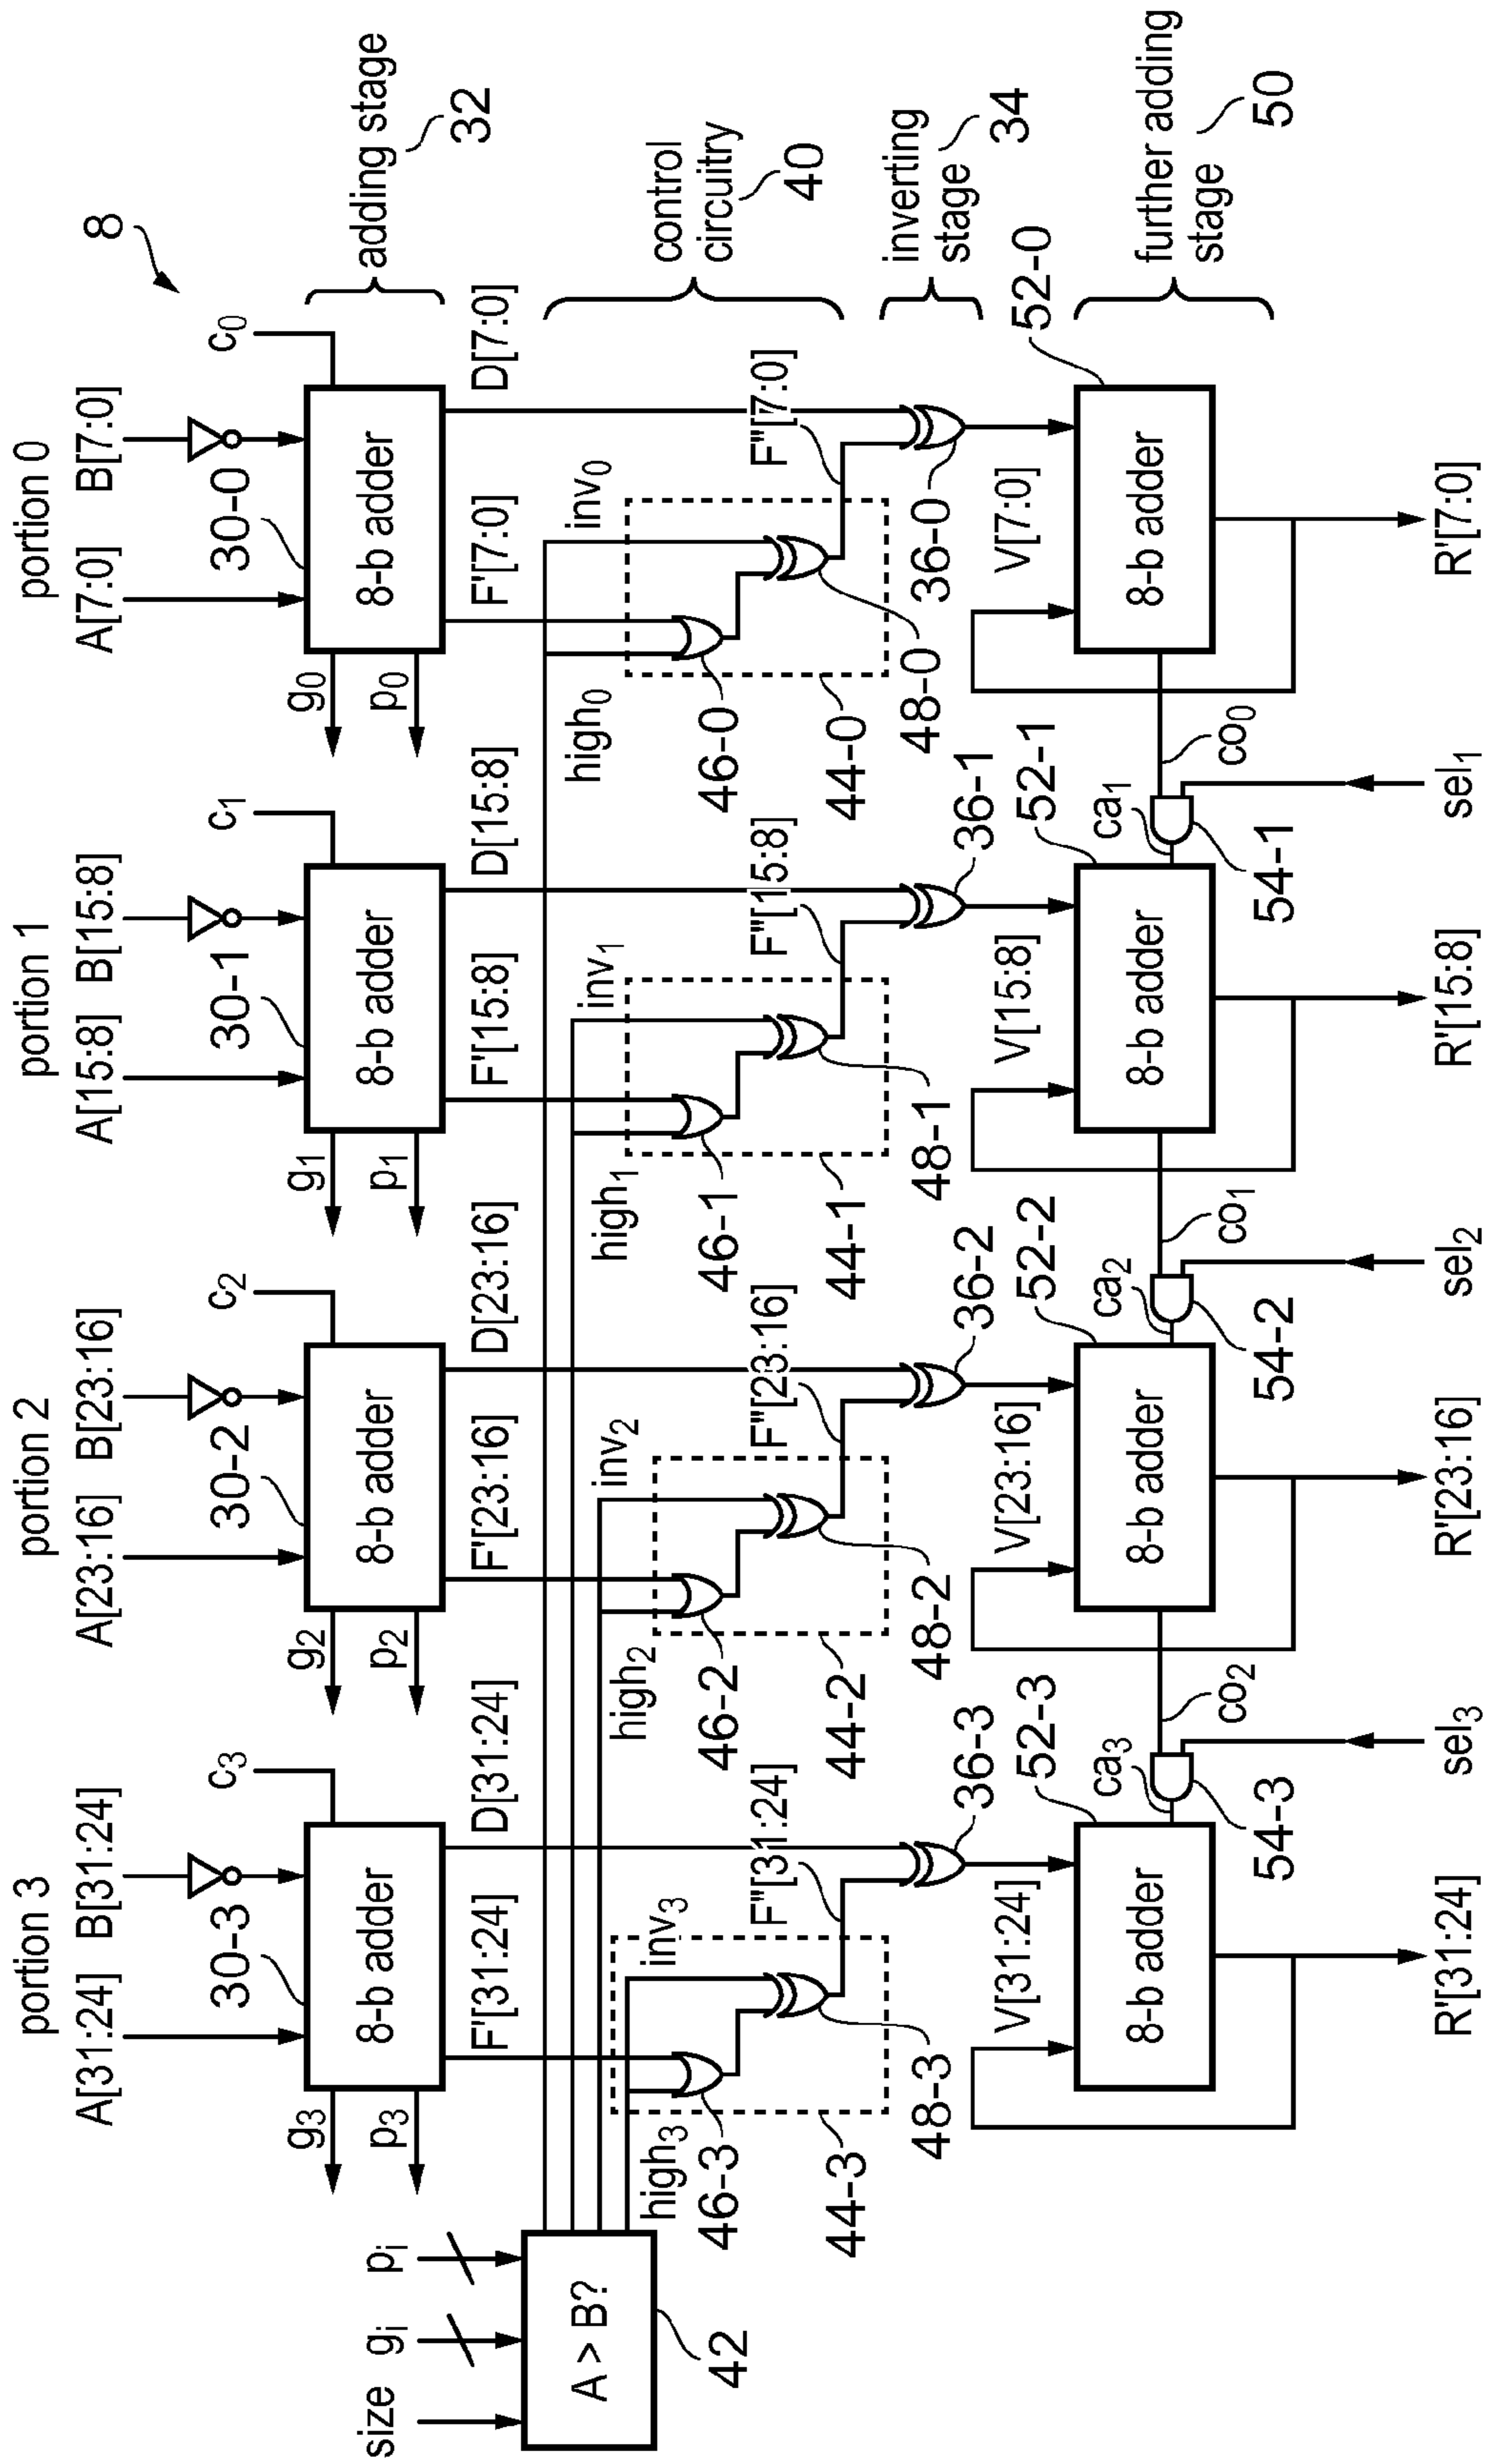 8
portion 3
portion 2
portion 1
portion 0
A[31:24] B[31:24]
A[23:16] B[23:16]
A[15:8] B[15:8]
A[7:0] B[7:0]
30-3
c3
30-2
c2
30-1
c1
30-0
c0
size
gi
pi
g3
p3
8-b adder
g2
p2
8-b adder
g1
p1
8-b adder
g0
p0
8-b adder
adding stage
32
F'[31:24]
D[31:24]
F'[23:16]
D[23:16]
F'[15:8]
D[15:8]
F'[7:0]
D[7:0]
A > B?
42
high3
inv3
high2
inv2
high1
inv1
high0
inv0
control
circuitry
40
46-3
46-2
46-1
46-0
F"[31:24]
F"[23:16]
F"[15:8]
F"[7:0]
44-3
44-2
44-1
44-0
48-3
36-3
48-2
36-2
48-1
36-1
48-0
36-0
inverting
stage
34
V[31:24]
52-3
V[23:16]
52-2
V[15:8]
52-1
V[7:0]
52-0
8-b adder
ca3
8-b adder
ca2
8-b adder
ca1
8-b adder
further adding
stage
50
54-3
co2
54-2
co1
54-1
co0
R'[31:24]
sel3
R'[23:16]
sel2
R'[15:8]
sel1
R'[7:0]